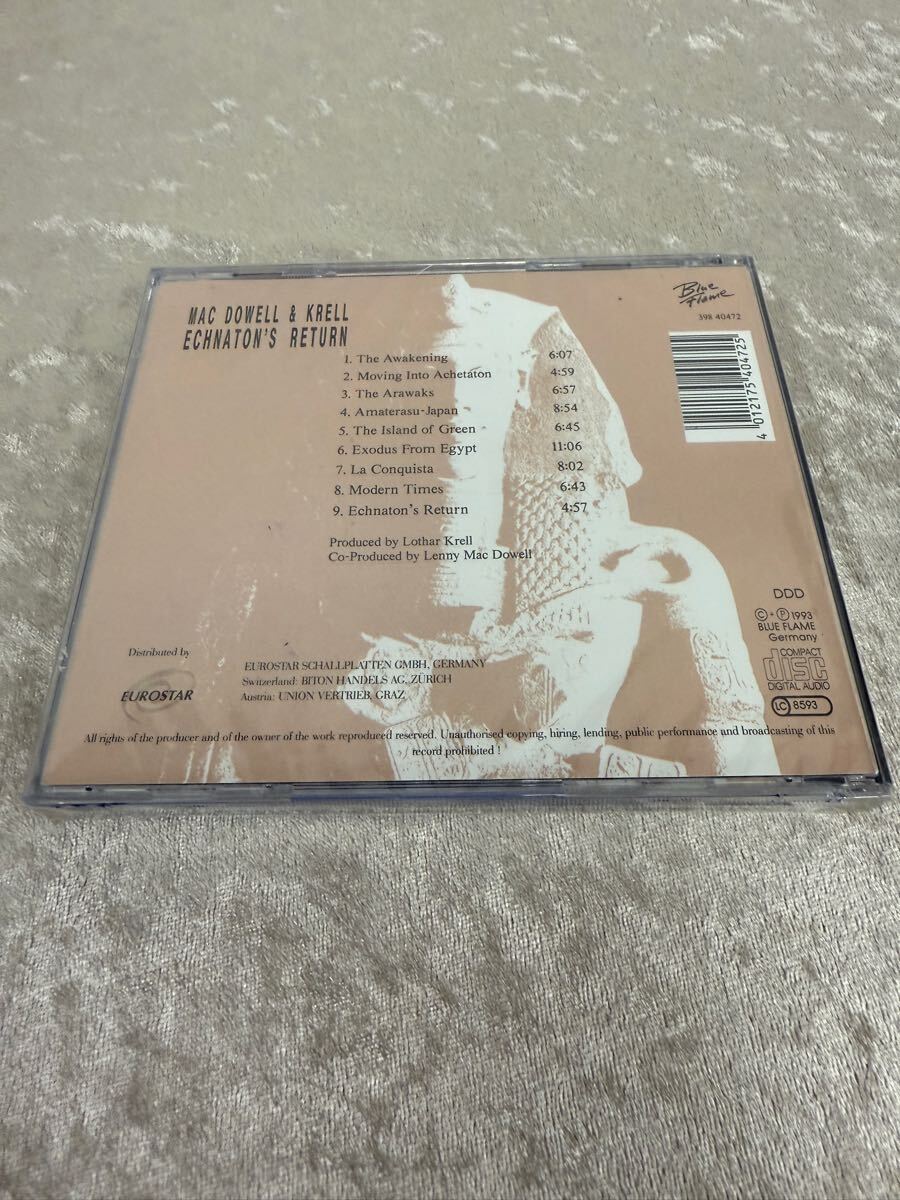 MAC DOWELL & KRELL
ECHNATON'S RETURN
Blue Flame
398 40472
4 012175 404725
1. The Awakening 6:07
2. Moving Into Achetaton 4:59
3. The Arawaks 6:57
4. Amaterasu-Japan 8:54
5. The Island of Green 6:45
6. Exodus From Egypt 11:06
7. La Conquista 8:02
8. Modern Times 6:43
9. Echnaton's Return 4:57
Produced by Lothar Krell
Co-Produced by Lenny Mac Dowell
DDD
© + ℗ 1993
BLUE FLAME
Germany
COMPACT
disc
DIGITAL AUDIO
LC 8593
Distributed by
EUROSTAR
EUROSTAR SCHALLPLATTEN GMBH, GERMANY
Switzerland: BITON HANDELS AG, ZÜRICH
Austria: UNION VERTRIEB, GRAZ
All rights of the producer and of the owner of the work reproduced reserved. Unauthorised copying, hiring, lending, public performance and broadcasting of this
record prohibited !